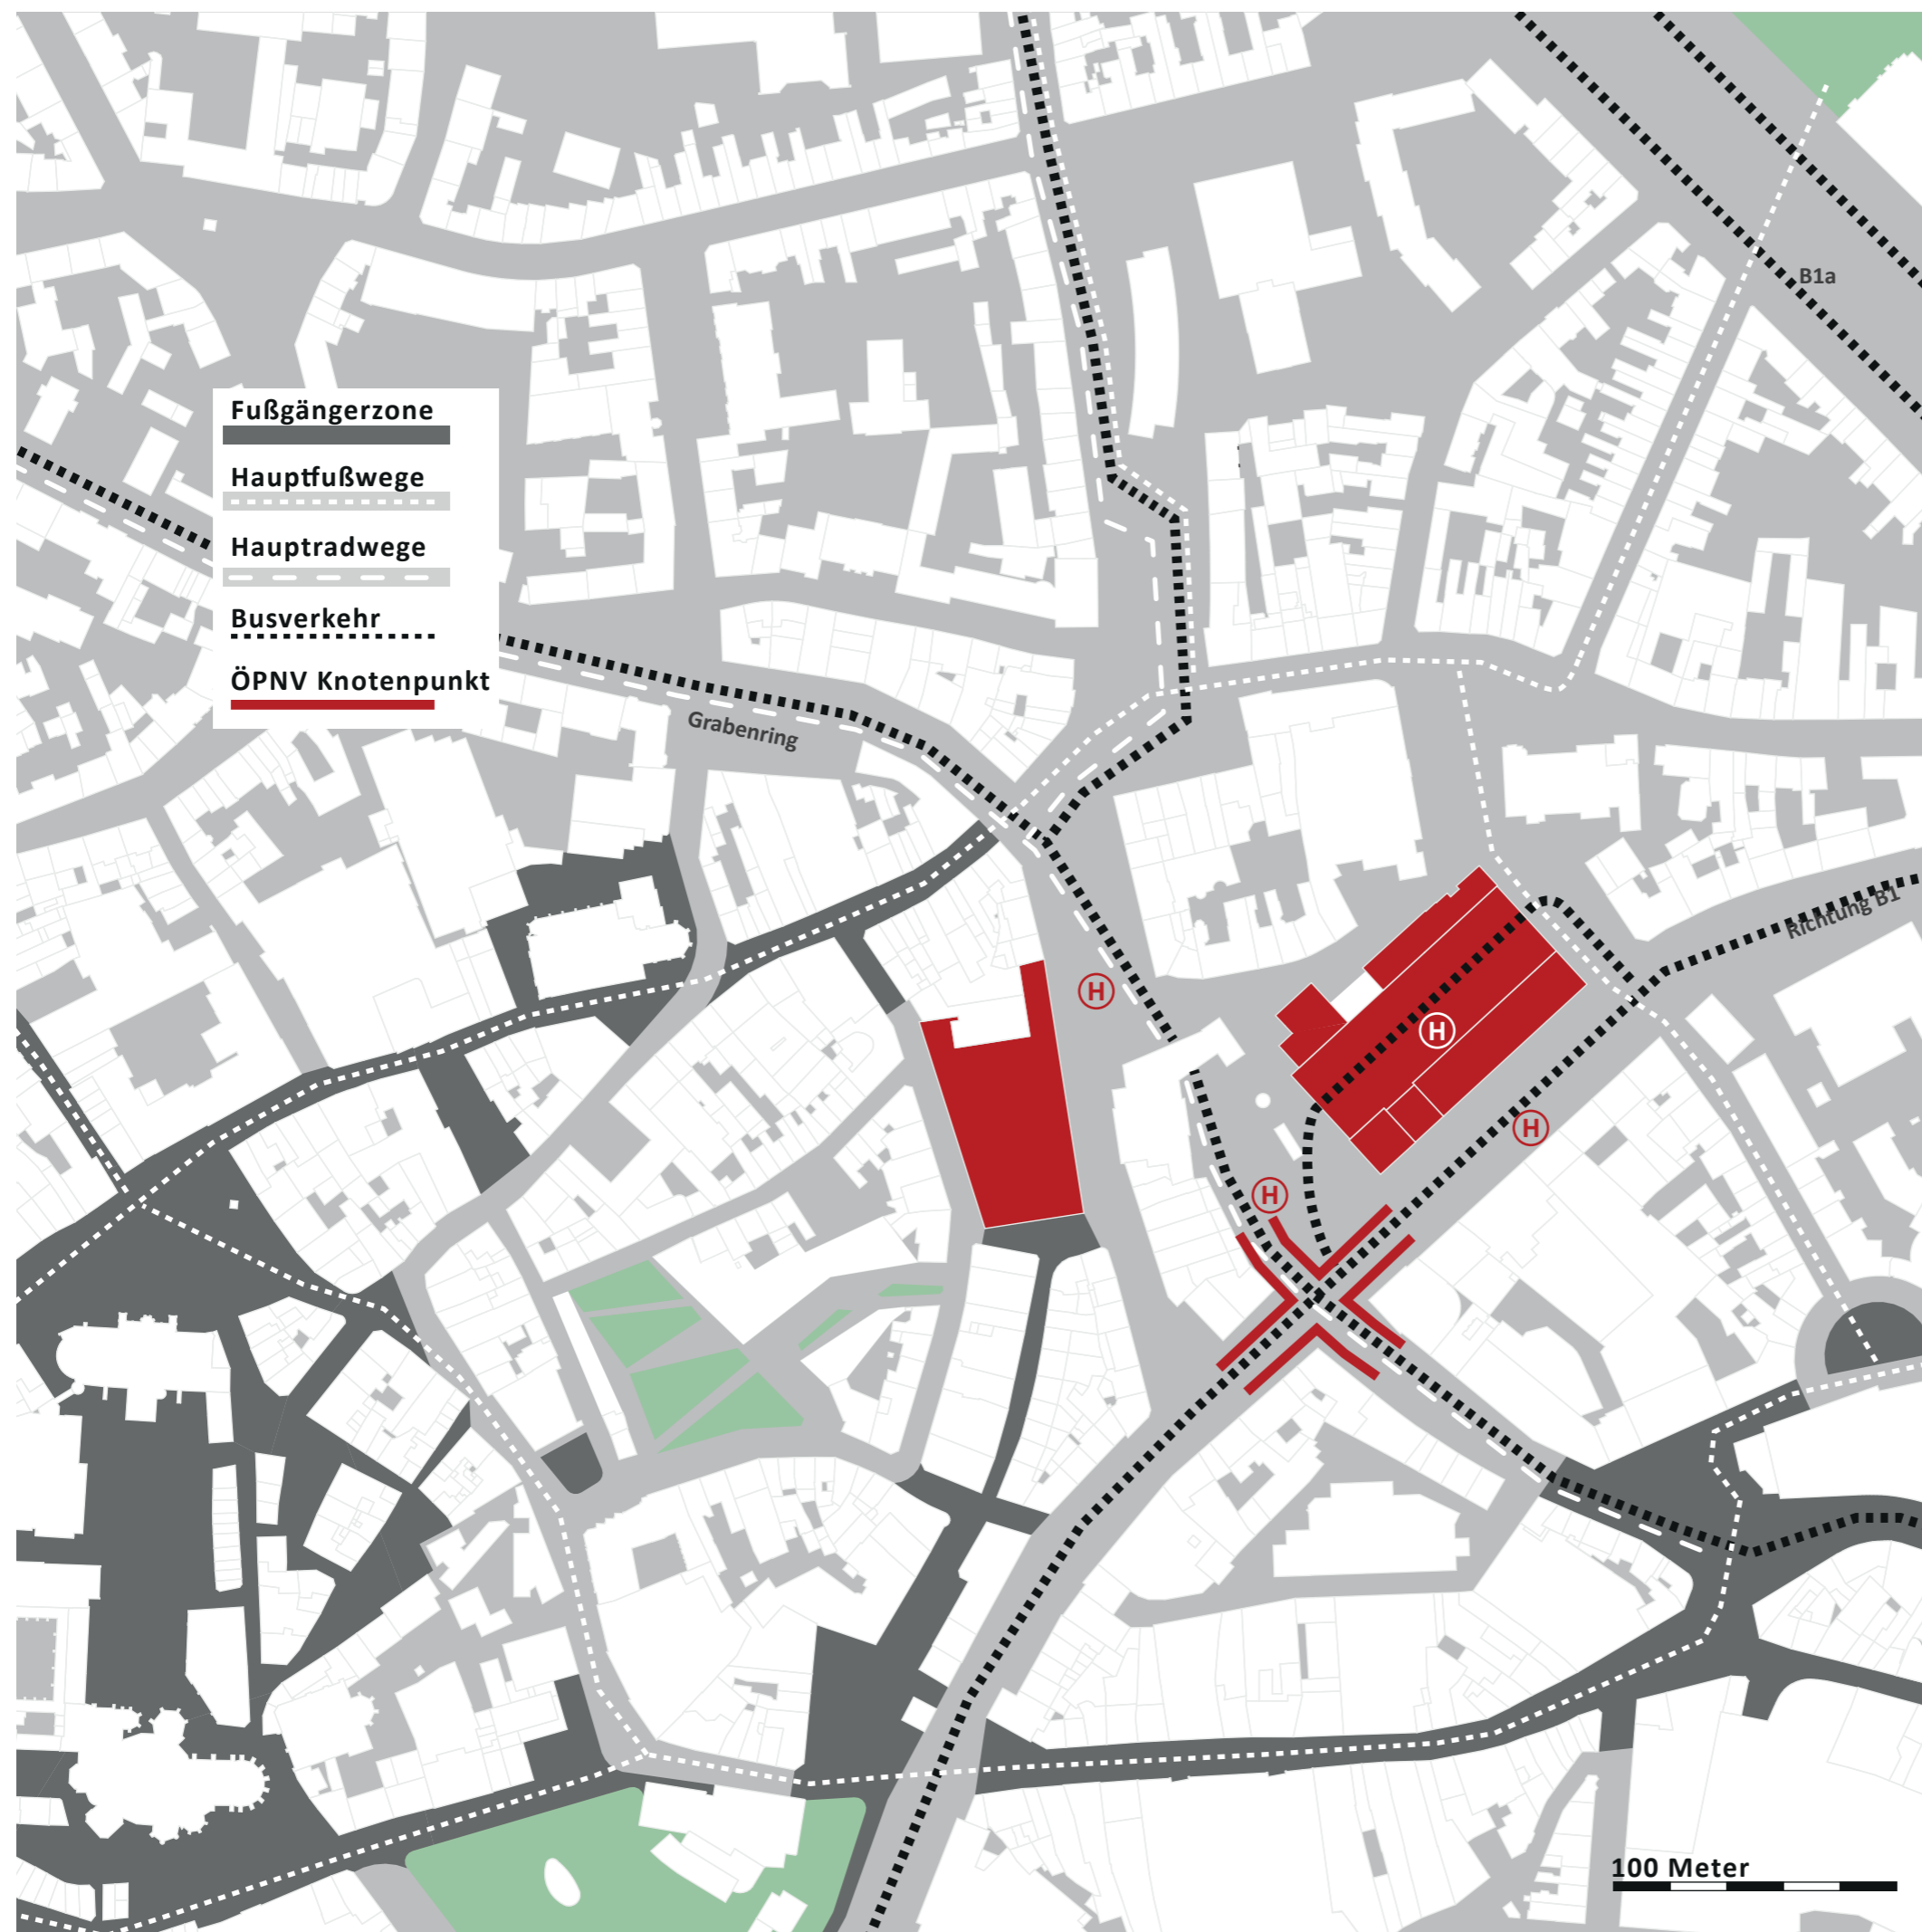 B1a
Fußgängerzone
Hauptfußwege
Hauptradwege
Busverkehr
ÖPNV Knotenpunkt
Grabenring
Richtung B1
H
H
H
H
100 Meter